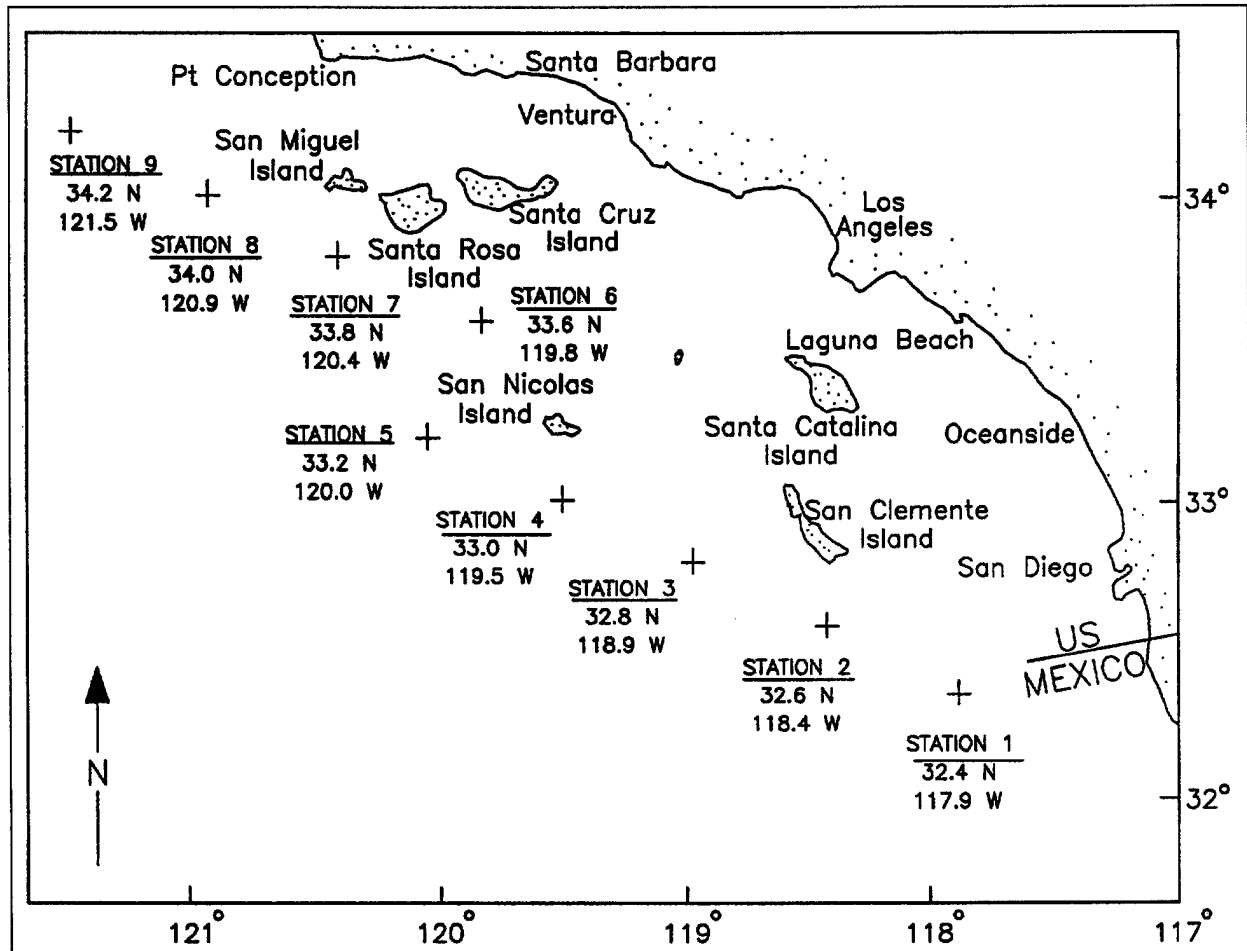 Santa Barbara
Pt Conception
Ventura
San Miguel
Island
STATION 9
34.2 N
121.5 W
34°
Los
Angeles
Santa Cruz
Island
STATION 8
34.0 N
120.9 W
Santa Rosa
Island
STATION 7
33.8 N
120.4 W
STATION 6
33.6 N
119.8 W
Laguna Beach
San Nicolas
Island
Santa Catalina
Island
Oceanside
STATION 5
33.2 N
120.0 W
33°
STATION 4
33.0 N
119.5 W
San Clemente
Island
San Diego
STATION 3
32.8 N
118.9 W
US
MEXICO
STATION 2
32.6 N
118.4 W
STATION 1
32.4 N
117.9 W
N
32°
121° 120° 119° 118° 117°